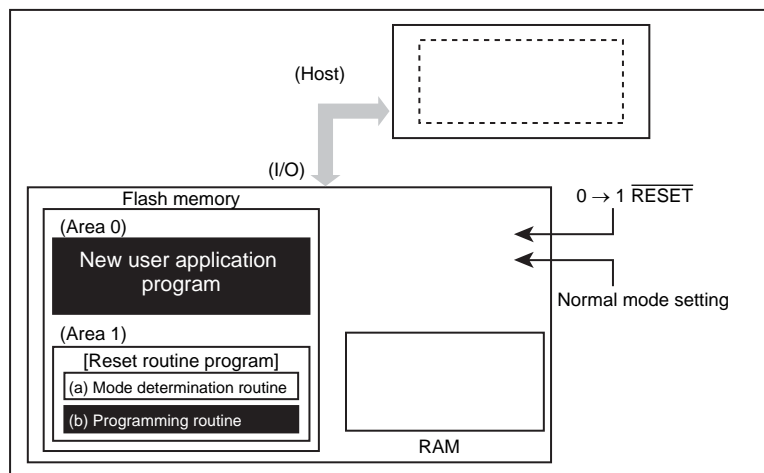 (Host)
(I/O)
Flash memory
(Area 0)
New user application
program
(Area 1)
[Reset routine program]
(a) Mode determination routine
(b) Programming routine
RAM
0 → 1 RESET
Normal mode setting